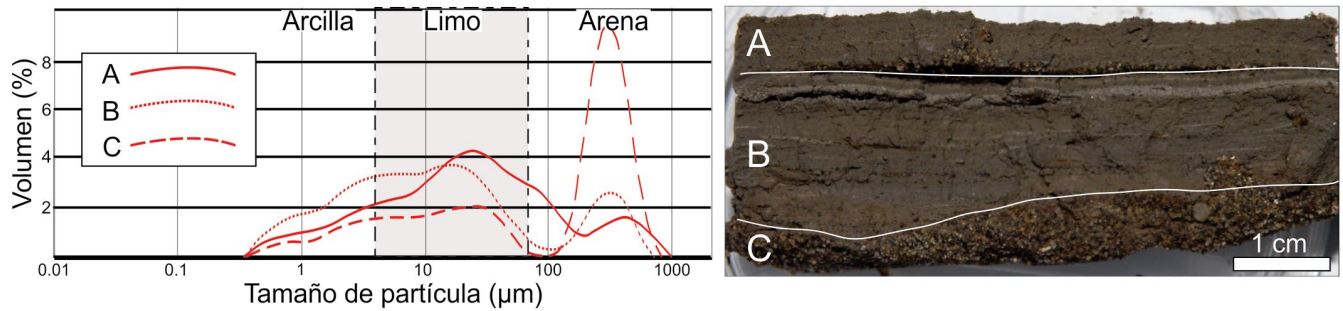 Arcilla
Limo
Arena
A
B
C
Volumen (%)
8
6
4
2
0.01
0.1
1
10
100
1000
Tamaño de partícula (µm)
A
B
C
1 cm